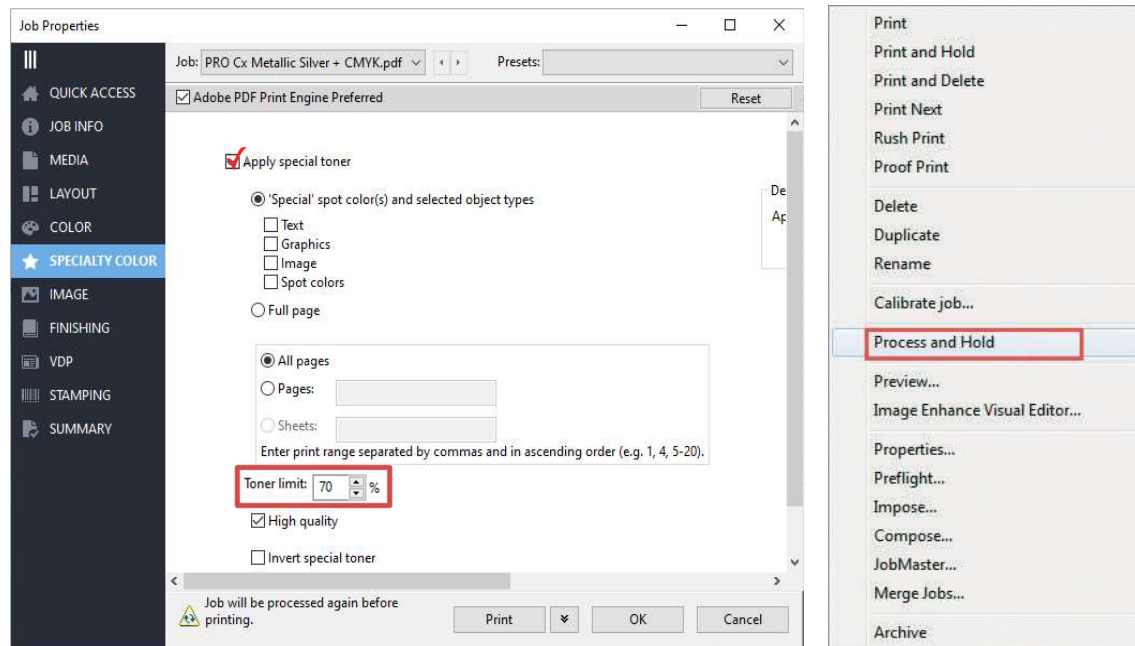 Job Properties
Job: PRO Cx Metallic Silver + CMYK.pdf Presets:
QUICK ACCESS
JOB INFO
MEDIA
LAYOUT
COLOR
SPECIALTY COLOR
IMAGE
FINISHING
VDP
STAMPING
SUMMARY
Adobe PDF Print Engine Preferred Reset
Apply special toner
'Special' spot color(s) and selected object types
Text
Graphics
Image
Spot colors
Full page
De
Ap
All pages
Pages:
Sheets:
Enter print range separated by commas and in ascending order (e.g. 1, 4, 5-20).
Toner limit: 70 %
High quality
Invert special toner
Job will be processed again before
printing.
Print OK Cancel
Print
Print and Hold
Print and Delete
Print Next
Rush Print
Proof Print
Delete
Duplicate
Rename
Calibrate job...
Process and Hold
Preview...
Image Enhance Visual Editor...
Properties...
Preflight...
Impose...
Compose...
JobMaster...
Merge Jobs...
Archive